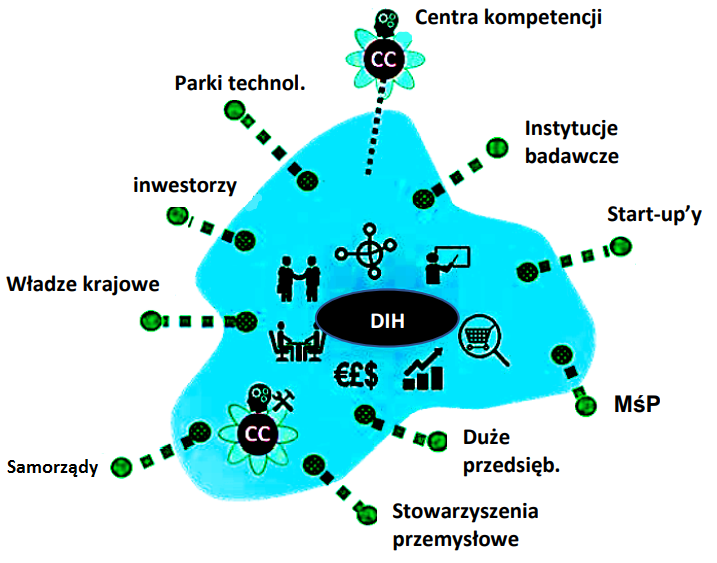 Centra kompetencji
CC
Parki technol.
Instytucje
badawcze
inwestorzy
Start-up’y
Władze krajowe
DIH
€£$
MśP
CC
Duże
przedsięb.
Samorządy
Stowarzyszenia
przemysłowe